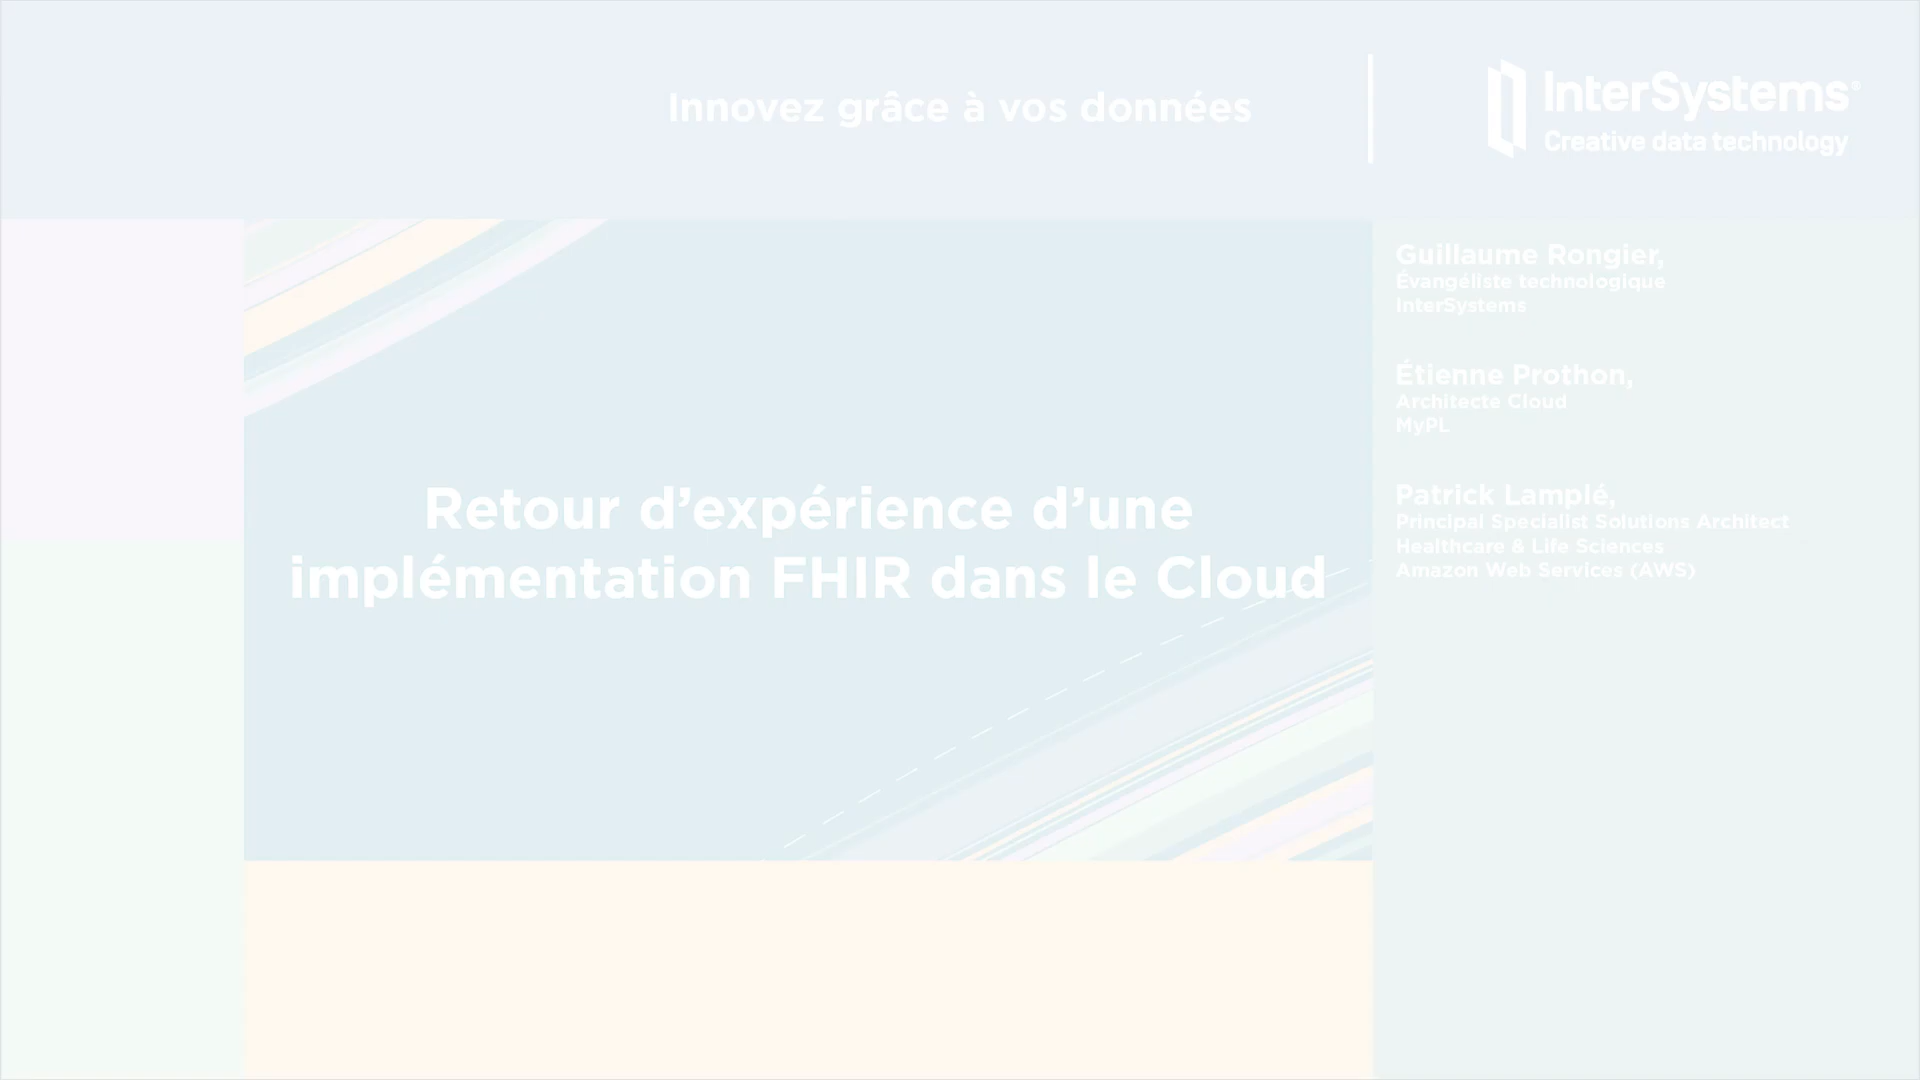 Innovez grâce à vos données
InterSystems®
Creative data technology
Retour d’expérience d’une
implémentation FHIR dans le Cloud
Guillaume Rongier,
Évangéliste technologique
InterSystems
Étienne Prothon,
Architecte Cloud
MyPL
Patrick Lamplé,
Principal Specialist Solutions Architect
Healthcare & Life Sciences
Amazon Web Services (AWS)